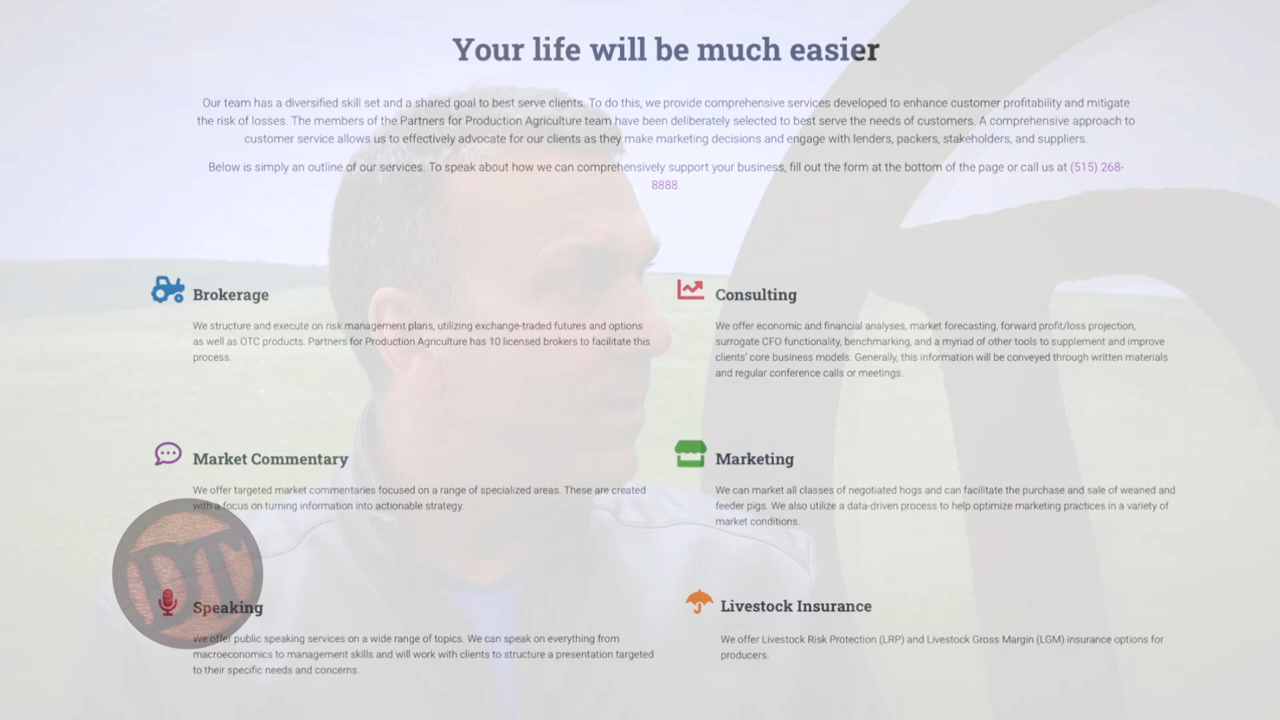 Your life will be much easier
Our team has a diversified skill set and a shared goal to best serve clients. To do this, we provide comprehensive services developed to enhance customer profitability and mitigate
the risk of losses. The members of the Partners for Production Agriculture team have been deliberately selected to best serve the needs of customers. A comprehensive approach to
customer service allows us to effectively advocate for our clients as they make marketing decisions and engage with lenders, packers, stakeholders, and suppliers.
Below is simply an outline of our services. To speak about how we can comprehensively support your business, fill out the form at the bottom of the page or call us at (515) 268-
8888.
Brokerage
We structure and execute on risk management plans, utilizing exchange-traded futures and options
as well as OTC products. Partners for Production Agriculture has 10 licensed brokers to facilitate this
process.
Consulting
We offer economic and financial analyses, market forecasting, forward profit/loss projection,
surrogate CFO functionality, benchmarking, and a myriad of other tools to supplement and improve
clients' core business models. Generally, this information will be conveyed through written materials
and regular conference calls or meetings.
Market Commentary
We offer targeted market commentaries focused on a range of specialized areas. These are created
with a focus on turning information into actionable strategy.
Marketing
We can market all classes of negotiated hogs and can facilitate the purchase and sale of weaned and
feeder pigs. We also utilize a data-driven process to help optimize marketing practices in a variety of
market conditions.
DT
Speaking
We offer public speaking services on a wide range of topics. We can speak on everything from
macroeconomics to management skills and will work with clients to structure a presentation targeted
to their specific needs and concerns.
Livestock Insurance
We offer Livestock Risk Protection (LRP) and Livestock Gross Margin (LGM) insurance options for
producers.